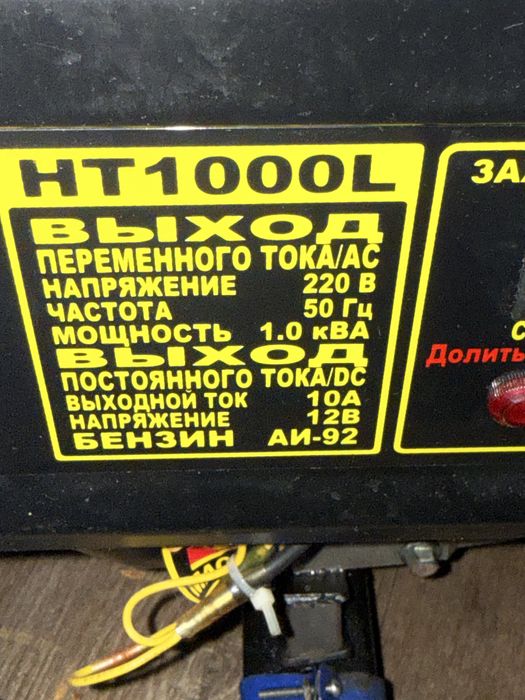 HT1000L
ВЫХОД
ПЕРЕМЕННОГО ТОКА/AC
НАПРЯЖЕНИЕ 220 В
ЧАСТОТА 50 Гц
МОЩНОСТЬ 1.0 кВА
ВЫХОД
ПОСТОЯННОГО ТОКА/DC
ВЫХОДНОЙ ТОК 10А
НАПРЯЖЕНИЕ 12В
БЕНЗИН АИ-92
Долить